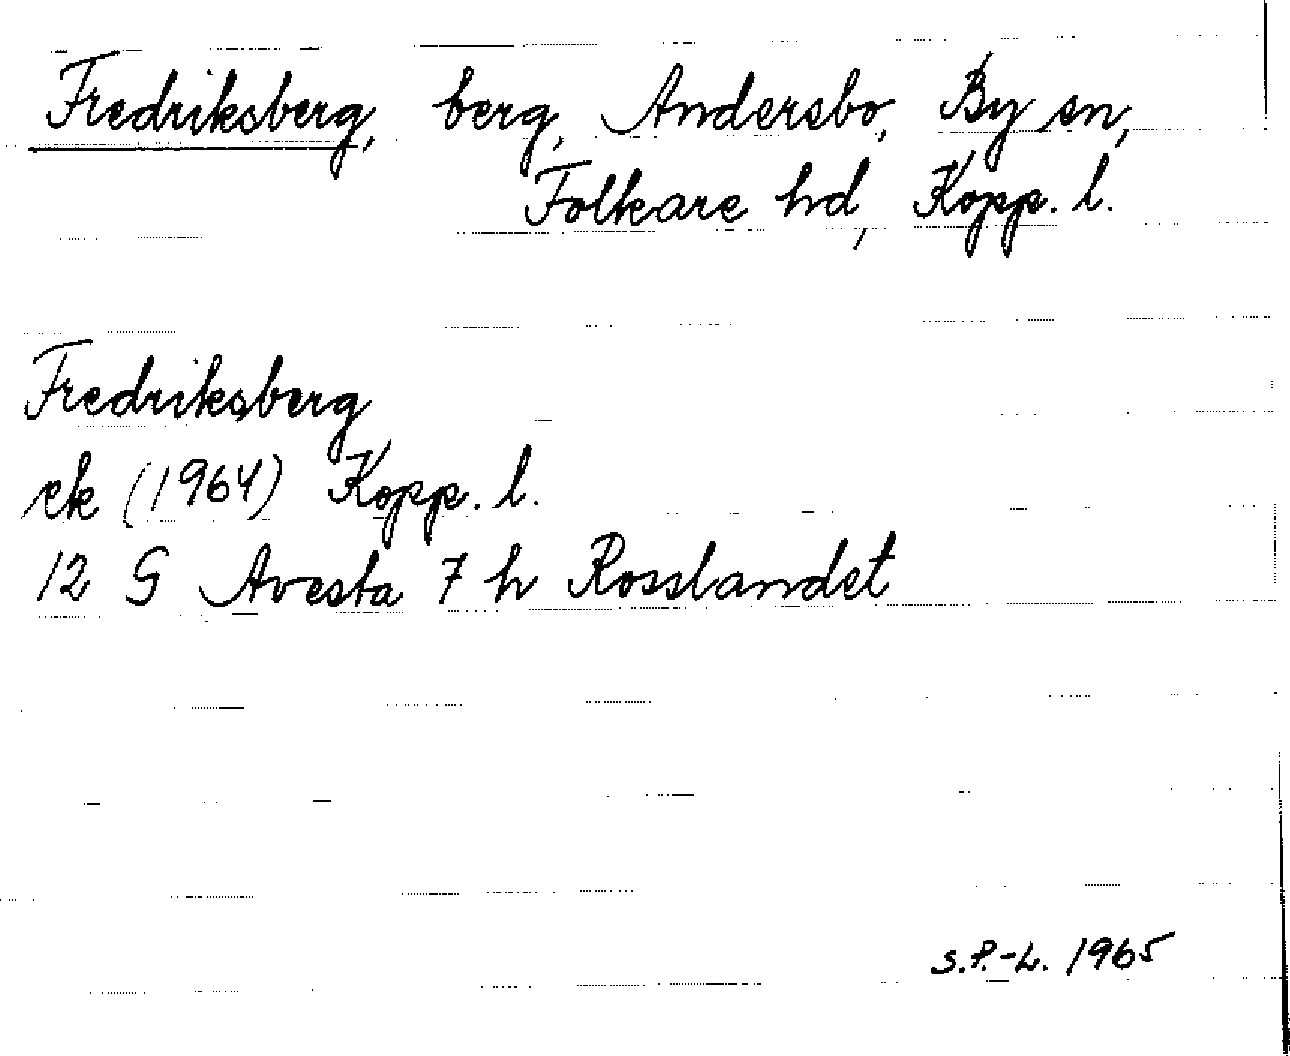 Fredriksberg, berg, Andersbo, By sn,
Folkare hd, Kopp. l.
Fredriksberg
ek (1964) Kopp. l.
12 G Avesta 7 h Rosslandet
S.P.-L. 1965